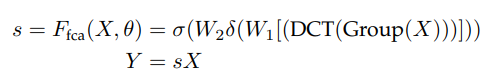 s = F_fca(X, θ) = σ(W₂δ(W₁[(DCT(Group(X)))]))
Y = sX